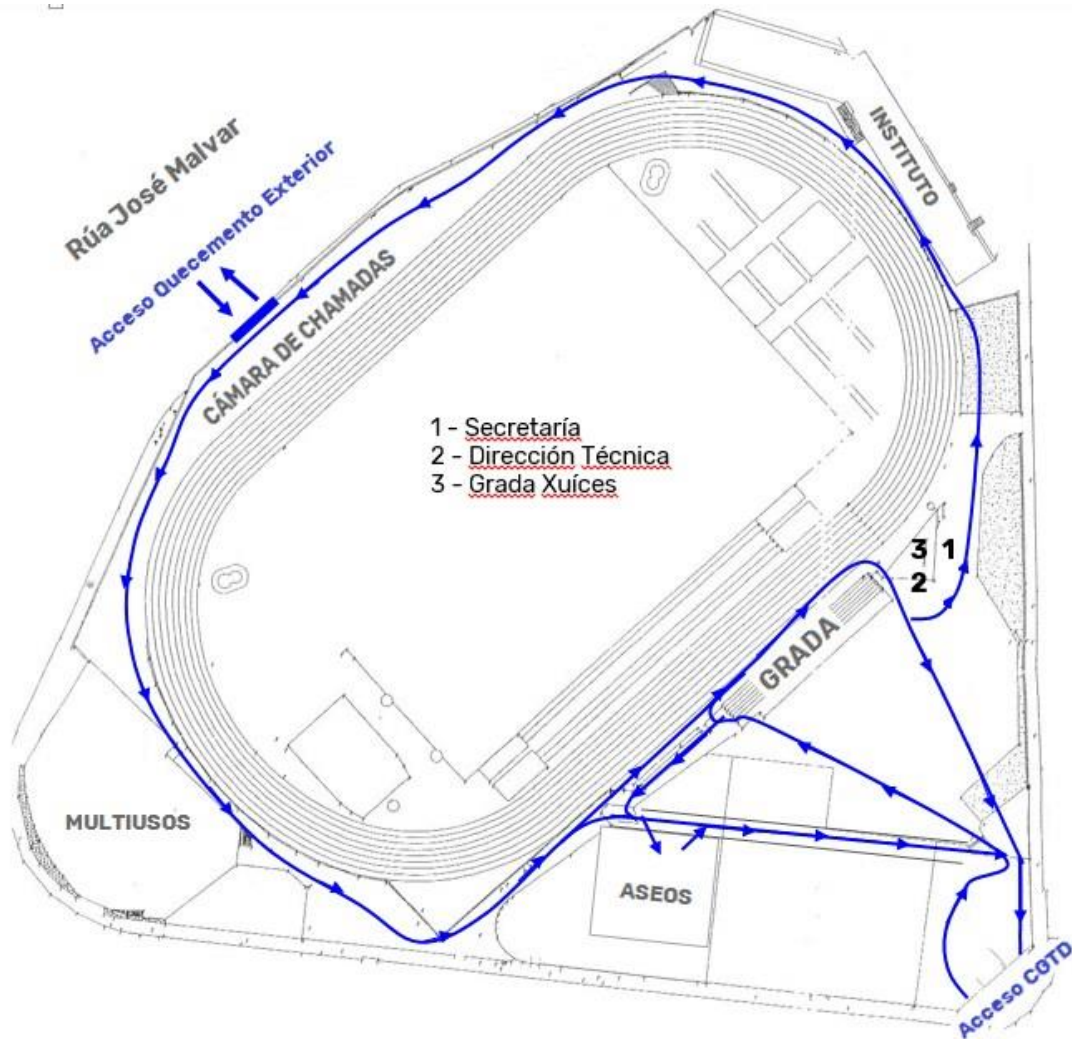 INSTITUTO
Rúa José Malvar
Acceso Quecemento Exterior
CÁMARA DE CHAMADAS
1 - Secretaría
2 - Dirección Técnica
3 - Grada Xuíces
3 1
2
GRADA
MULTIUSOS
ASEOS
Acceso CGTD